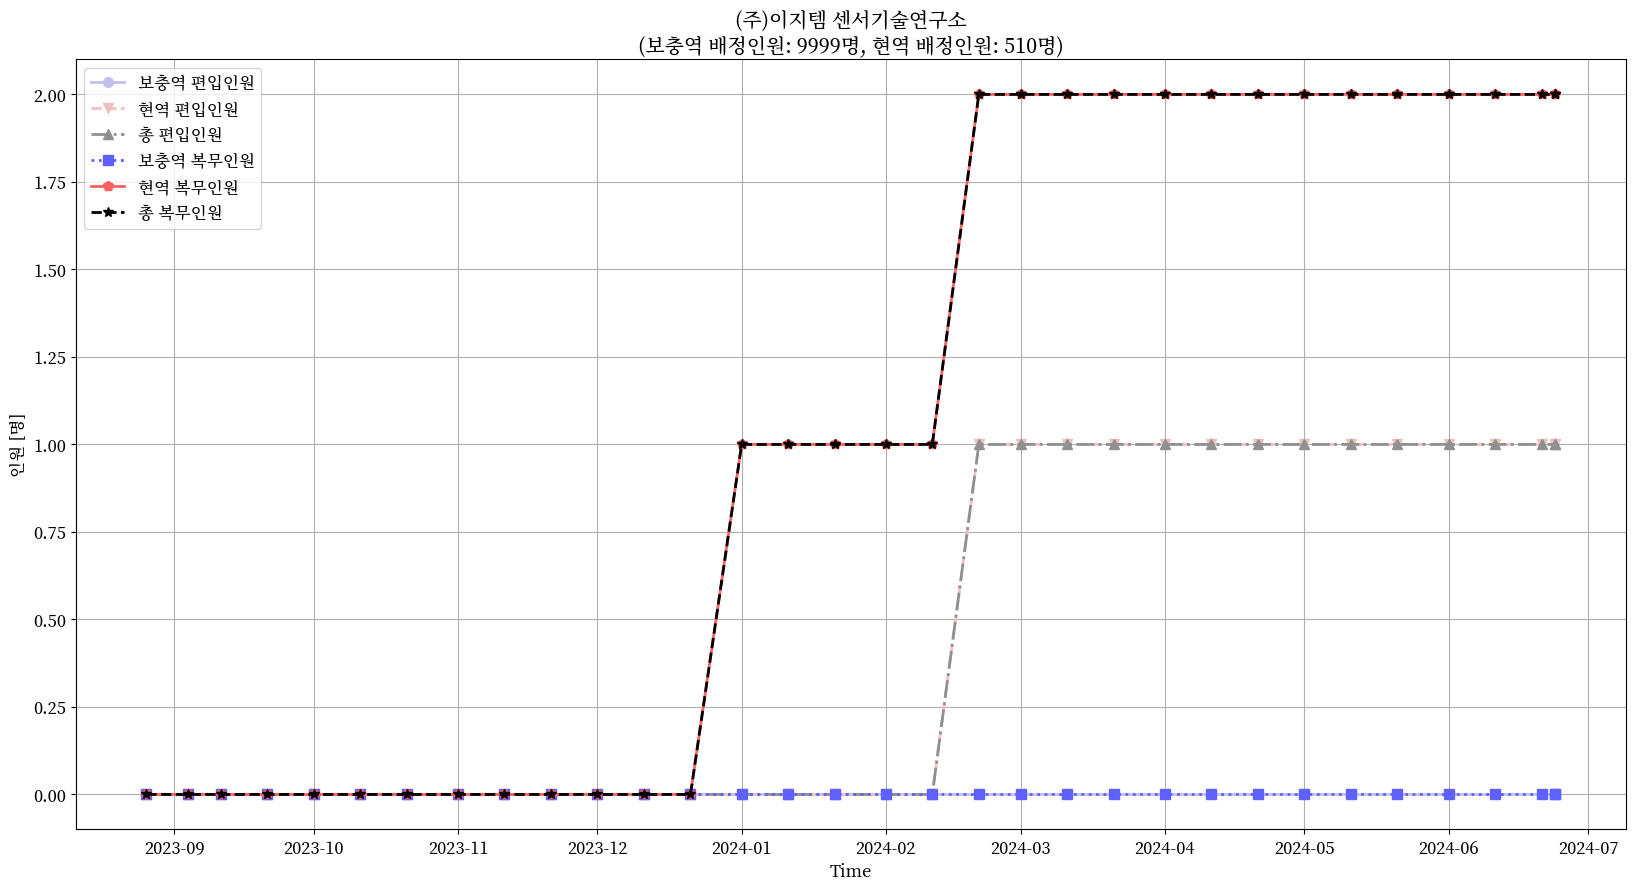 (주)이지템 센서기술연구소
(보충역 배정인원: 9999명, 현역 배정인원: 510명)
보충역 편입인원
현역 편입인원
총 편입인원
보충역 복무인원
현역 복무인원
총 복무인원
2.00
1.75
1.50
1.25
1.00
0.75
0.50
0.25
0.00
인원 [명]
2023-09 2023-10 2023-11 2023-12 2024-01 2024-02 2024-03 2024-04 2024-05 2024-06 2024-07
Time